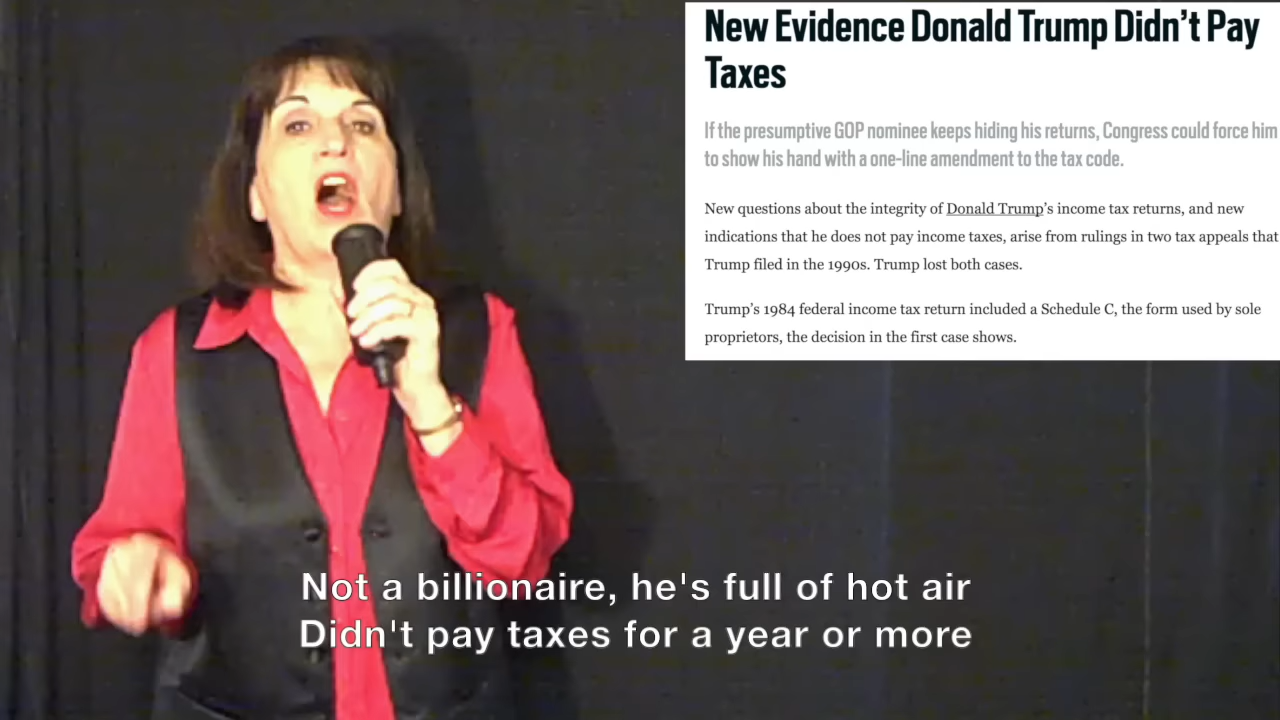 New Evidence Donald Trump Didn’t Pay
Taxes
If the presumptive GOP nominee keeps hiding his returns, Congress could force him
to show his hand with a one-line amendment to the tax code.
New questions about the integrity of Donald Trump’s income tax returns, and new
indications that he does not pay income taxes, arise from rulings in two tax appeals that
Trump filed in the 1990s. Trump lost both cases.
Trump’s 1984 federal income tax return included a Schedule C, the form used by sole
proprietors, the decision in the first case shows.
Not a billionaire, he's full of hot air
Didn't pay taxes for a year or more